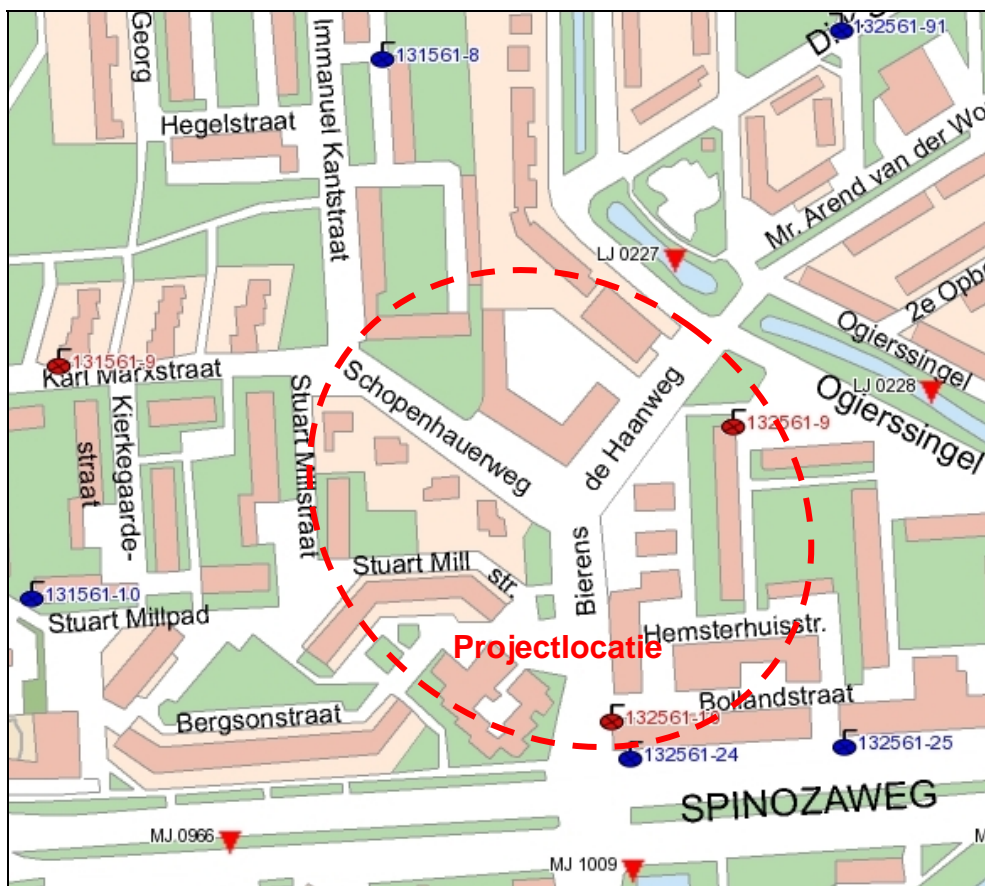 132561-91
Georg
Immanuel Kantstraat
131561-8
Hegelstraat
Mr. Arend van der
LJ 0227
2e
Ogierssingel
131561-9
Karl Marxstraat
Schopenhauerweg
de Haanweg
LJ 0228
Ogierssingel
132561-9
Kierkegaarde-
straat
Stuart Millstraat
Stuart Mill
str.
Bierens
131561-10
Stuart Millpad
Hemsterhuisstr.
Projectlocatie
Bollandstraat
Bergsonstraat
132561-24
132561-25
SPINOZAWEG
MJ 0966
MJ 1009